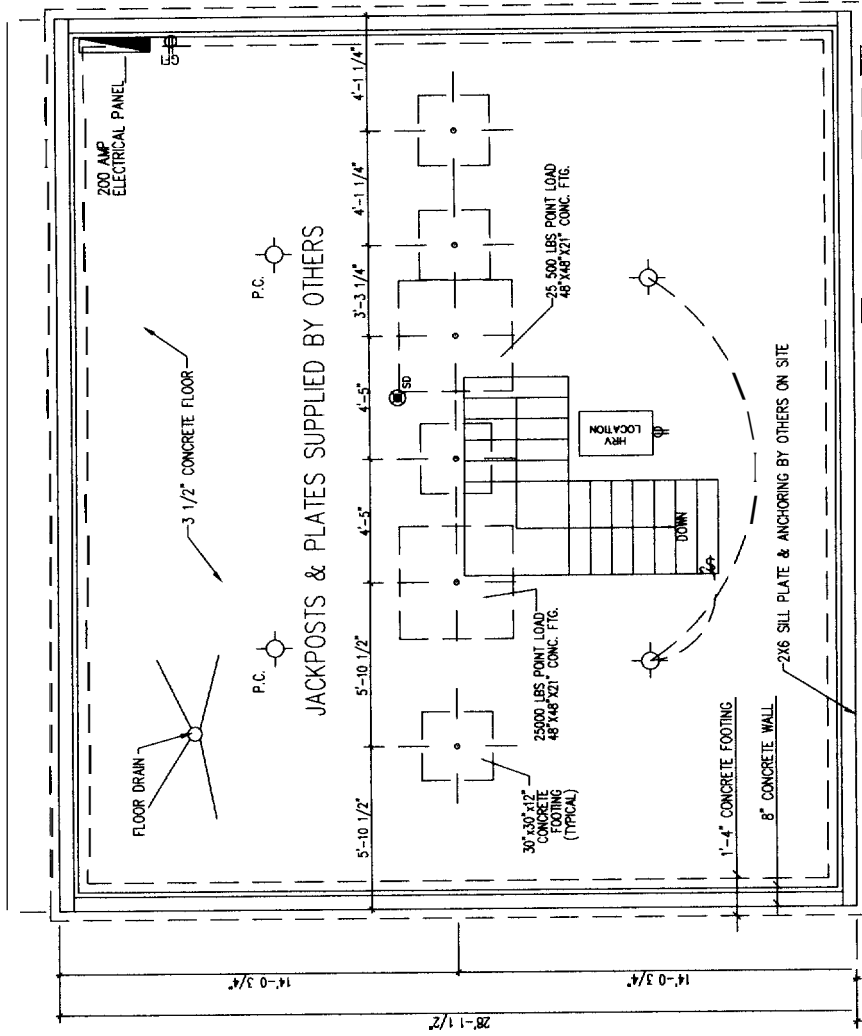 200 AMP
ELECTRICAL PANEL
GFI
P.C.
3 1/2" CONCRETE FLOOR
P.C.
FLOOR DRAIN
JACKPOSTS & PLATES SUPPLIED BY OTHERS
4'-1 1/4"
4'-1 1/4"
3'-3 1/4"
4'-5"
4'-5"
5'-10 1/2"
5'-10 1/2"
SD
25 500 LBS POINT LOAD
48"X48"X21" CONC. FTG.
25000 LBS POINT LOAD
48"X48"X21" CONC. FTG.
30"x30"x12"
CONCRETE
FOOTING
(TYPICAL)
HRV
LOCATION
DOWN
1'-4" CONCRETE FOOTING
8" CONCRETE WALL
2X6 SILL PLATE & ANCHORING BY OTHERS ON SITE
14'-0 3/4"
14'-0 3/4"
28'-1 1/2"